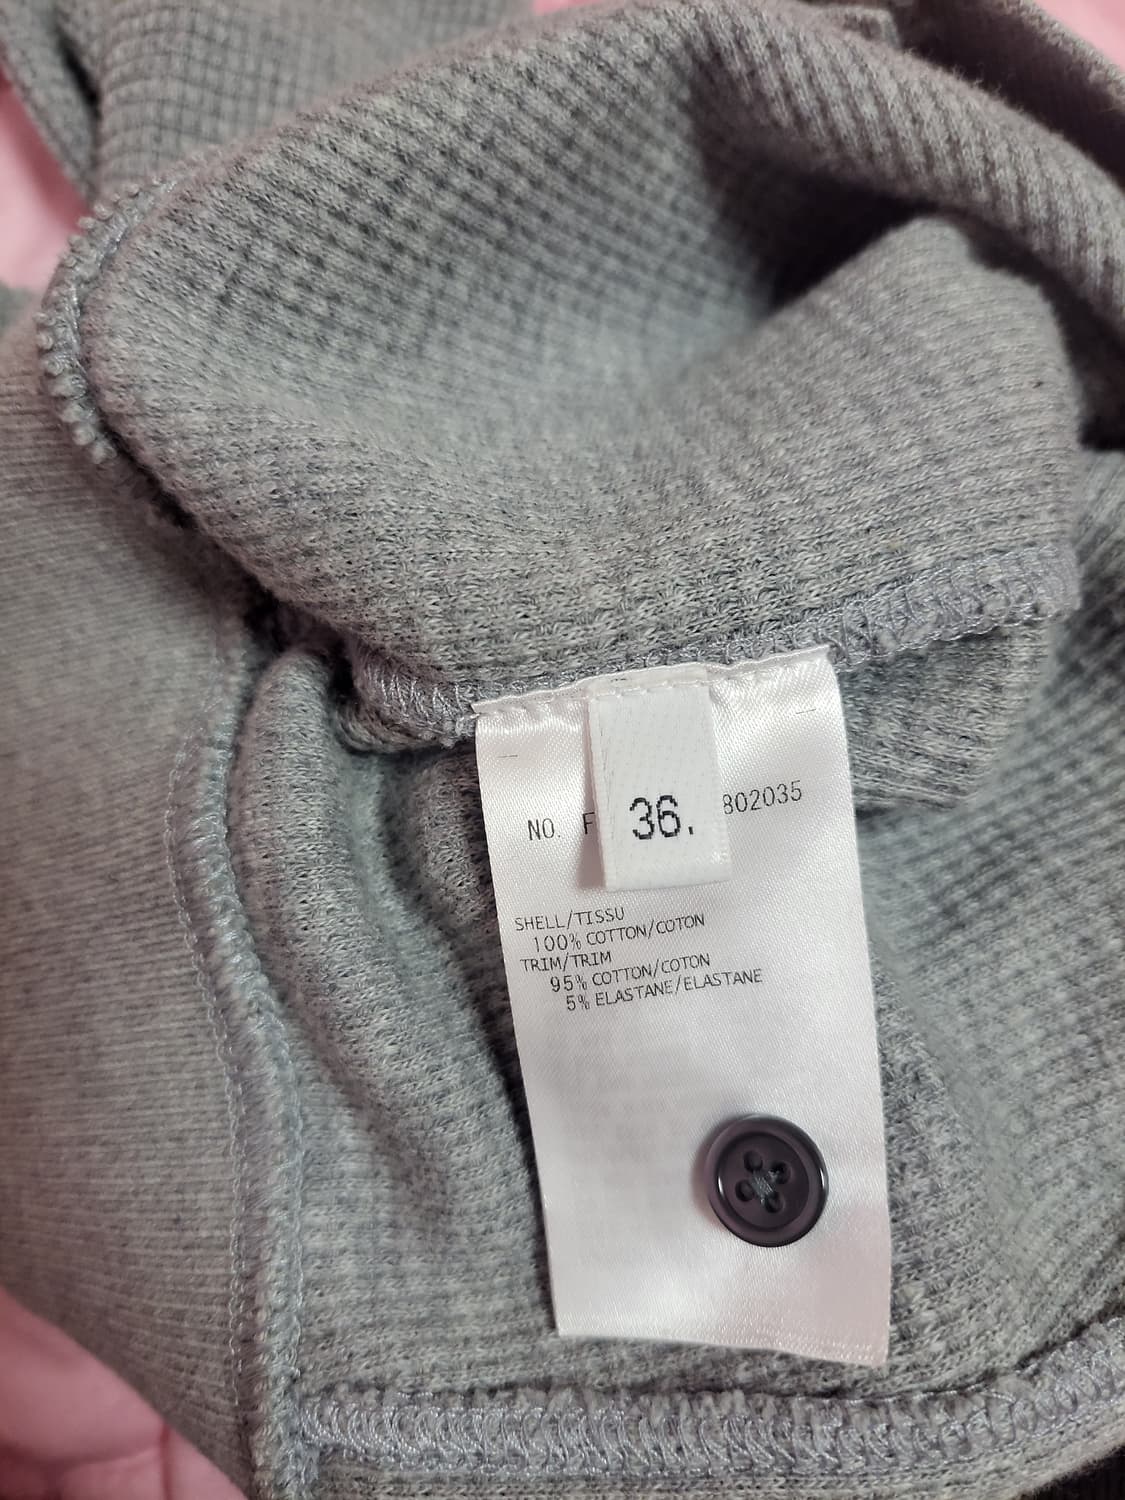 NO. F 802035
36.
SHELL/TISSU
100% COTTON/COTON
TRIM/TRIM
95% COTTON/COTON
5% ELASTANE/ELASTANE